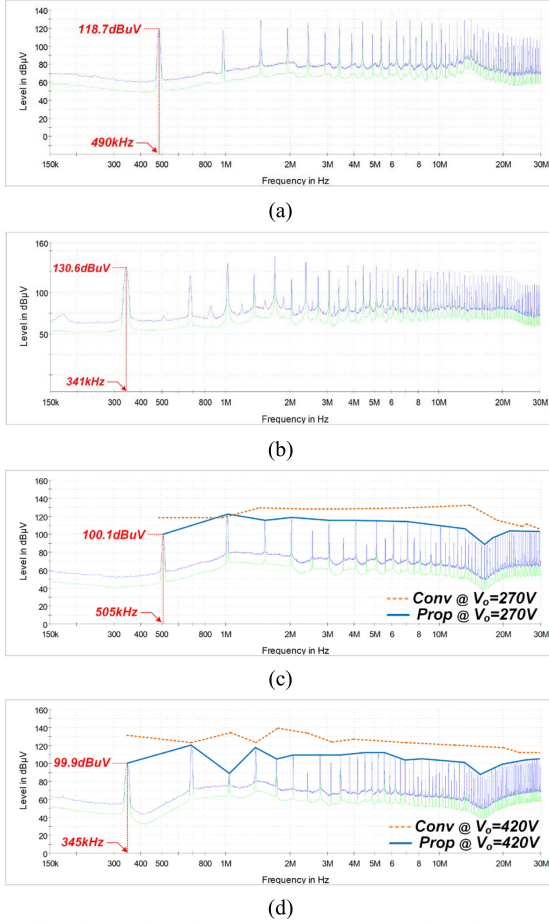 140
120
118.7dBuV
100
80
60
40
20
0
Level in dBµV
490kHz
150k 300 400 500 800 1M 2M 3M 4M 5M 6 8 10M 20M 30M
Frequency in Hz
(a)
160
130.6dBuV
100
50
Level in dBµV
341kHz
150k 300 400 500 800 1M 2M 3M 4M 5M 6 8 10M 20M 30M
Frequency in Hz
(b)
160
140
120
100.1dBuV
100
80
60
40
20
0
Level in dBµV
505kHz
Conv @ Vo=270V
Prop @ Vo=270V
150k 300 400 500 800 1M 2M 3M 4M 5M 6 8 10M 20M 30M
Frequency in Hz
(c)
160
140
120
99.9dBuV
100
80
60
40
20
0
Level in dBµV
345kHz
Conv @ Vo=420V
Prop @ Vo=420V
150k 300 400 500 800 1M 2M 3M 4M 5M 6 8 10M 20M 30M
Frequency in Hz
(d)